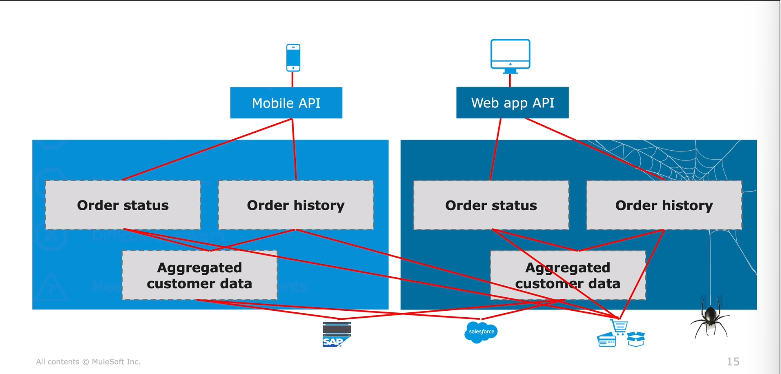 Mobile API
Web app API
Order status
Order history
Order status
Order history
Aggregated
customer data
Aggregated
customer data
SAP
salesforce
All contents © MuleSoft Inc.
15